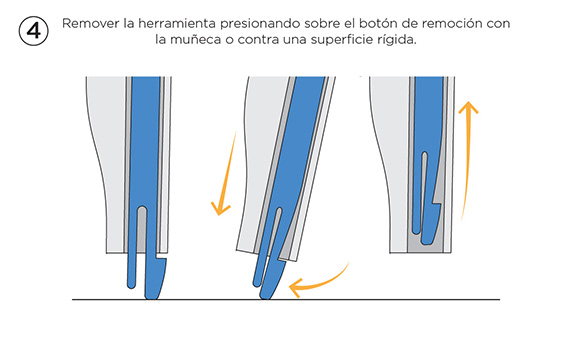 4
Remover la herramienta presionando sobre el botón de remoción con
la muñeca o contra una superficie rígida.